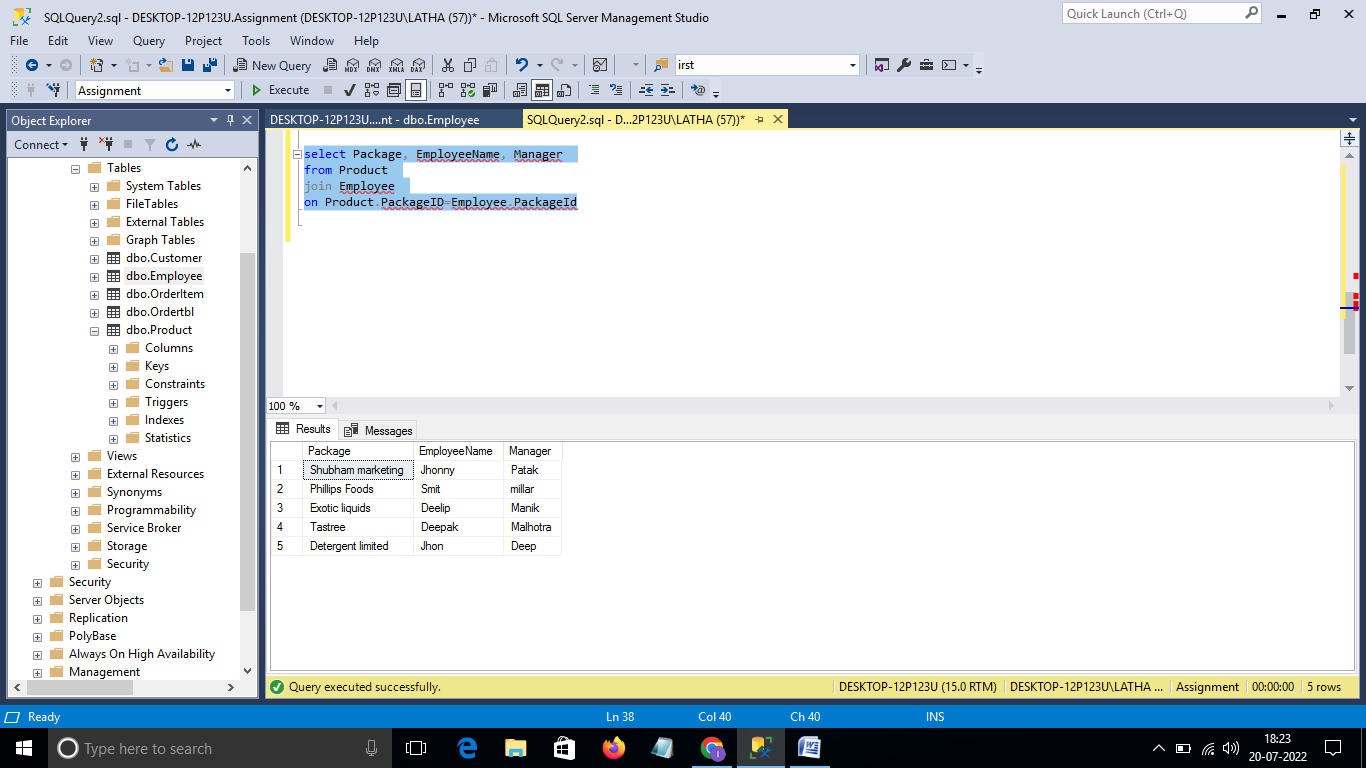 SQLQuery2.sql - DESKTOP-12P123U.Assignment (DESKTOP-12P123U\LATHA (57))* - Microsoft SQL Server Management Studio
Quick Launch (Ctrl+Q)
File Edit View Query Project Tools Window Help
New Query MDX DMX XMLA DAX irst
Assignment Execute
Object Explorer
DESKTOP-12P123U....nt - dbo.Employee
SQLQuery2.sql - D...2P123U\LATHA (57))*
Connect
Tables
System Tables
FileTables
External Tables
Graph Tables
dbo.Customer
dbo.Employee
dbo.OrderItem
dbo.Ordertbl
dbo.Product
Columns
Keys
Constraints
Triggers
Indexes
Statistics
Views
External Resources
Synonyms
Programmability
Service Broker
Storage
Security
Security
Server Objects
Replication
PolyBase
Always On High Availability
Management
select Package, EmployeeName, Manager
from Product
join Employee
on Product.PackageID=Employee.PackageId
100 %
Results Messages
Package EmployeeName Manager
1 Shubham marketing Jhonny Patak
2 Phillips Foods Smit millar
3 Exotic liquids Deelip Manik
4 Tastree Deepak Malhotra
5 Detergent limited Jhon Deep
Query executed successfully.
DESKTOP-12P123U (15.0 RTM) DESKTOP-12P123U\LATHA ... Assignment 00:00:00 5 rows
Ready Ln 38 Col 40 Ch 40 INS
Type here to search
18:23
20-07-2022